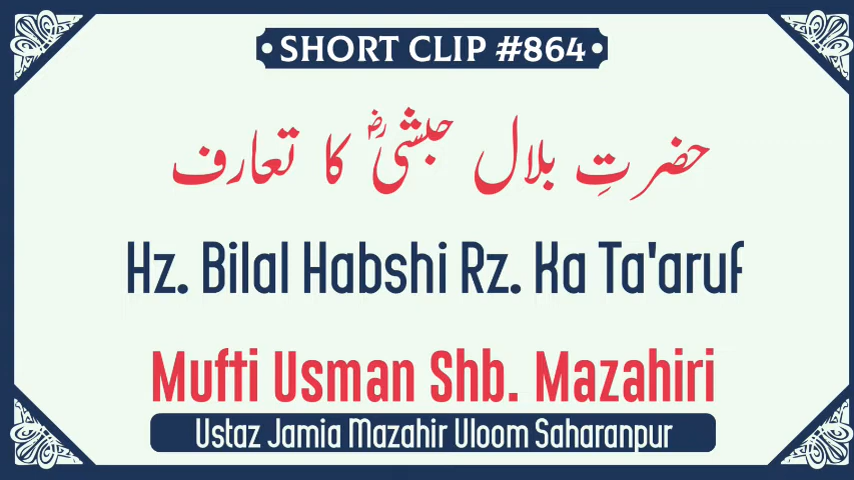 SHORT CLIP #864
حضرتِ بلال حبشیؓ کا تعارف
Hz. Bilal Habshi Rz. Ka Ta'aruf
Mufti Usman Shb. Mazahiri
Ustaz Jamia Mazahir Uloom Saharanpur